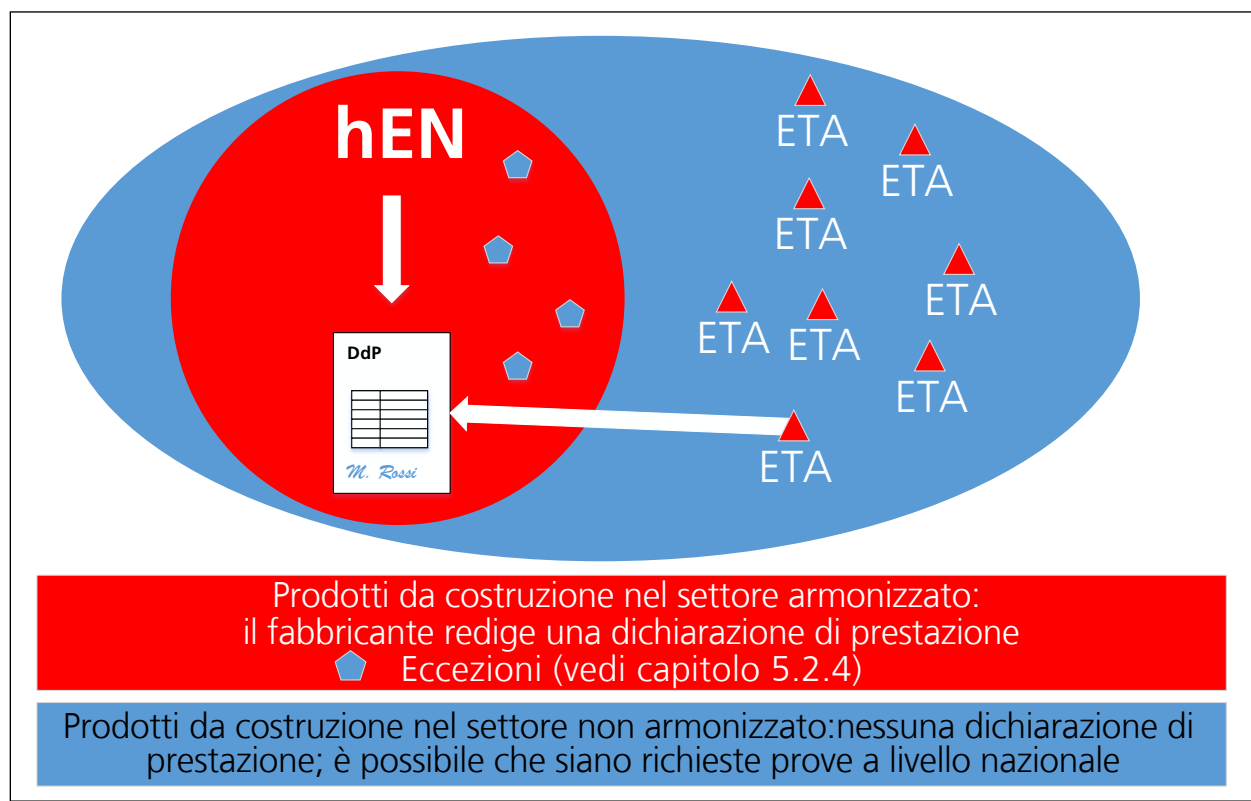 hEN
ETA
ETA
ETA
ETA
ETA
ETA
ETA
ETA
DdP
M. Rossi
Prodotti da costruzione nel settore armonizzato:
il fabbricante redige una dichiarazione di prestazione
Eccezioni (vedi capitolo 5.2.4)
Prodotti da costruzione nel settore non armonizzato:nessuna dichiarazione di
prestazione; è possibile che siano richieste prove a livello nazionale